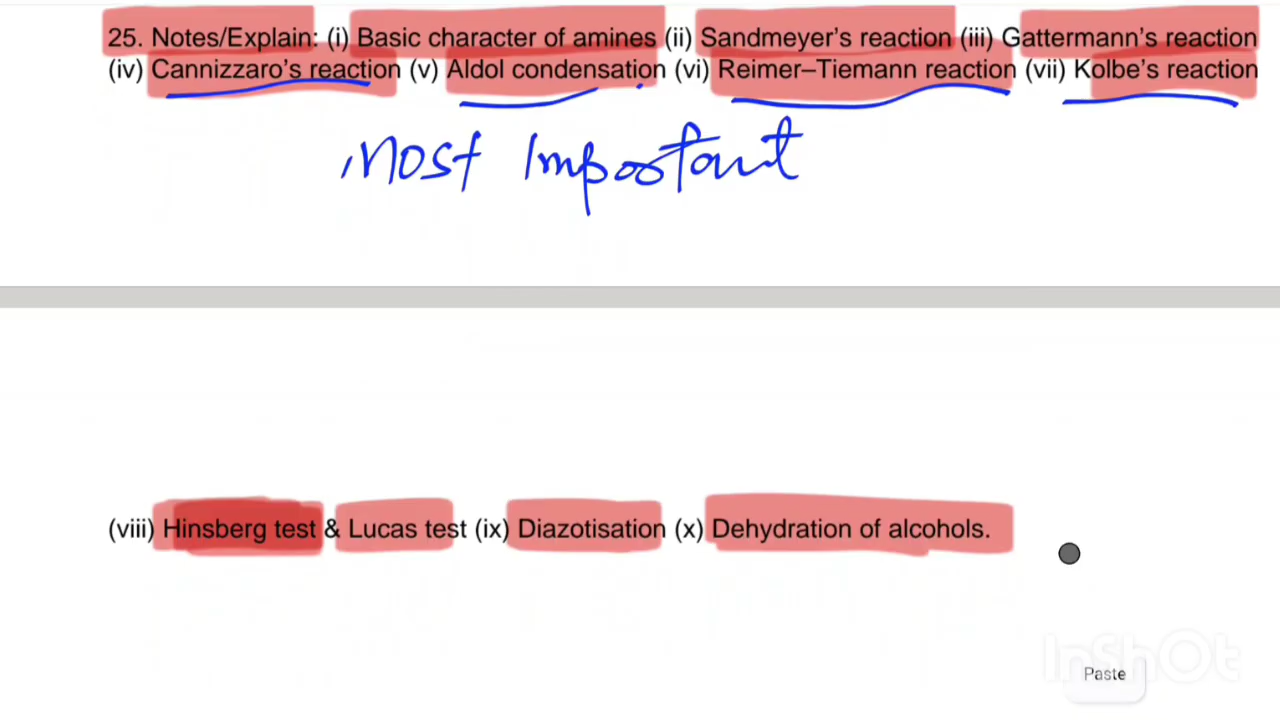 25. Notes/Explain: (i) Basic character of amines (ii) Sandmeyer’s reaction (iii) Gattermann’s reaction
(iv) Cannizzaro’s reaction (v) Aldol condensation (vi) Reimer–Tiemann reaction (vii) Kolbe’s reaction
Most Important
(viii) Hinsberg test & Lucas test (ix) Diazotisation (x) Dehydration of alcohols.
InShOt
Paste